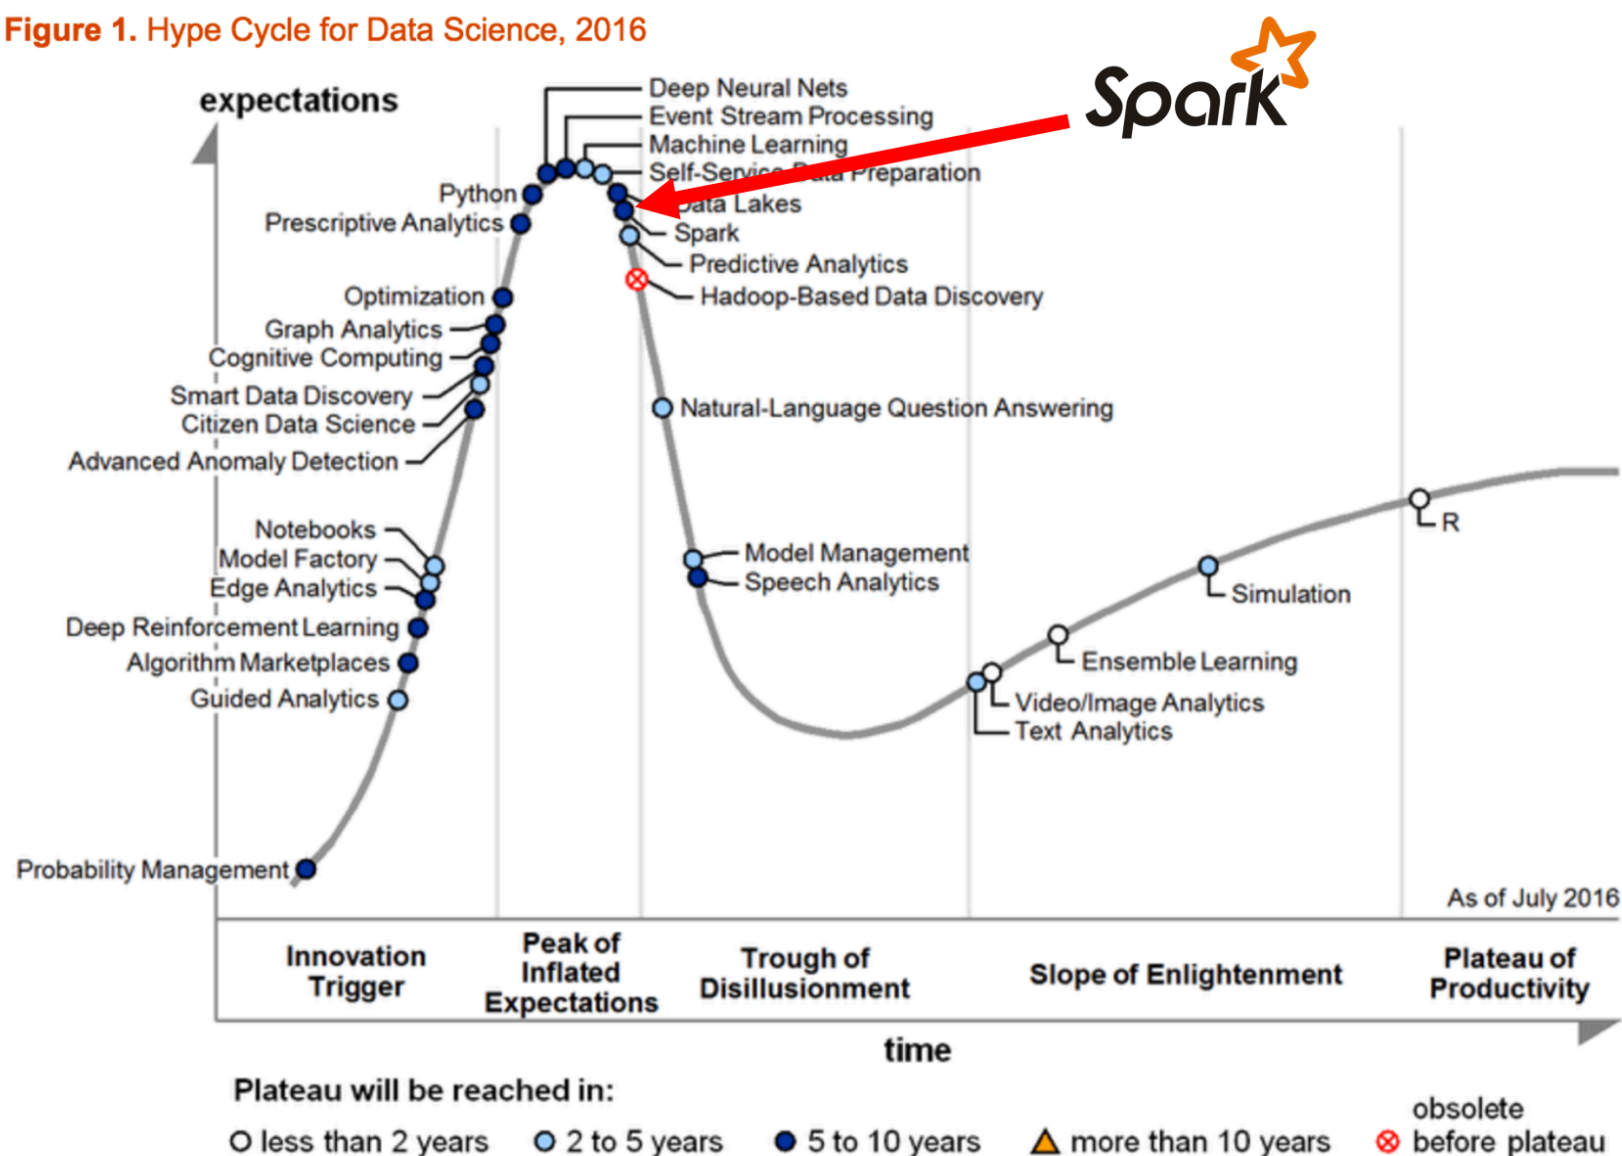 Figure 1. Hype Cycle for Data Science, 2016
Spark
expectations
Deep Neural Nets
Event Stream Processing
Machine Learning
Self-Service Data Preparation
Data Lakes
Spark
Predictive Analytics
Hadoop-Based Data Discovery
Python
Prescriptive Analytics
Optimization
Graph Analytics
Cognitive Computing
Smart Data Discovery
Citizen Data Science
Advanced Anomaly Detection
Natural-Language Question Answering
Notebooks
Model Factory
Edge Analytics
Deep Reinforcement Learning
Algorithm Marketplaces
Guided Analytics
Probability Management
Model Management
Speech Analytics
R
Simulation
Ensemble Learning
Video/Image Analytics
Text Analytics
As of July 2016
Innovation
Trigger
Peak of
Inflated
Expectations
Trough of
Disillusionment
Slope of Enlightenment
Plateau of
Productivity
time
Plateau will be reached in:
less than 2 years
2 to 5 years
5 to 10 years
more than 10 years
obsolete
before plateau